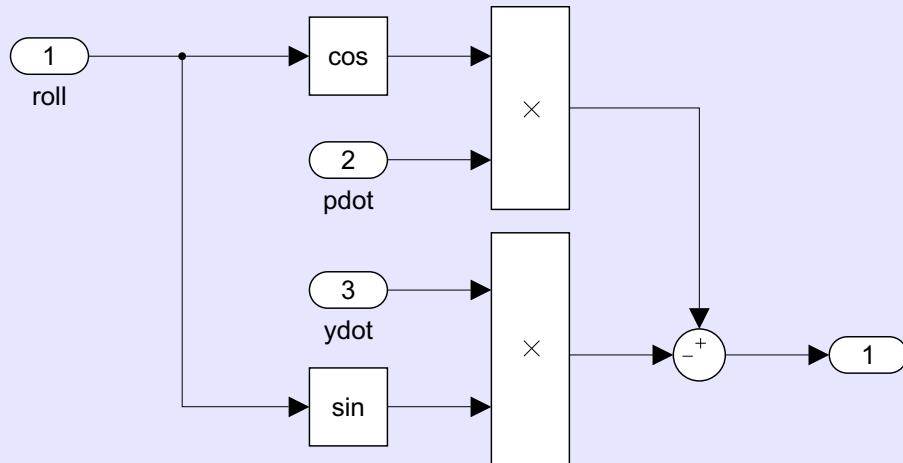 1
cos
roll
×
2
pdot
3
ydot
×
+
−
1
sin